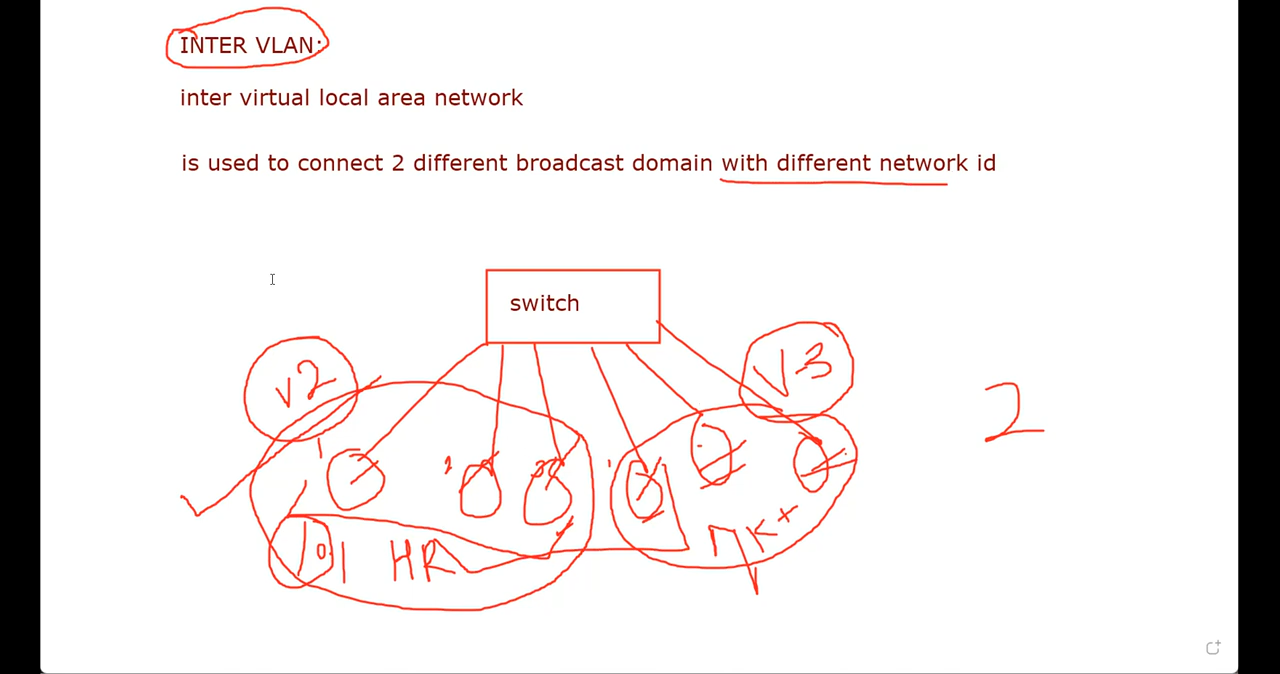 INTER VLAN:
inter virtual local area network
is used to connect 2 different broadcast domain with different network id
switch
V2
V3
2
HR